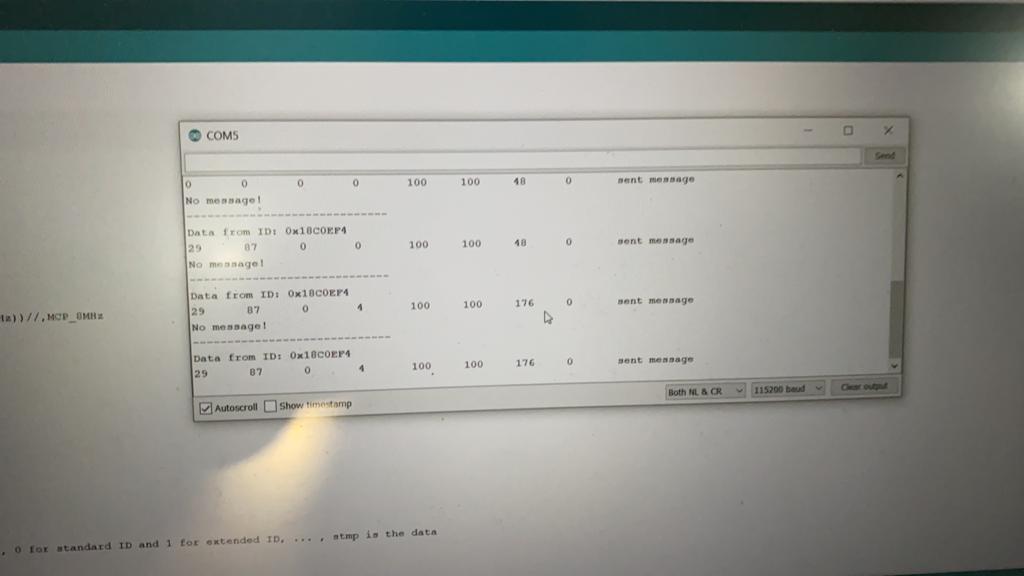 COM5
Send
0 0 0 0 100 100 48 0 sent message
No message!
------------------------------------
Data from ID: 0x18C0EF4
29 87 0 0 100 100 48 0 sent message
No message!
------------------------------------
Data from ID: 0x18C0EF4
29 87 0 4 100 100 176 0 sent message
No message!
------------------------------------
Data from ID: 0x18C0EF4
29 87 0 4 100 100 176 0 sent message
Autoscroll Show timestamp Both NL & CR 115200 baud Clear output
Hz))//,MCP_8MHz
, 0 for standard ID and 1 for extended ID, ... , stmp is the data